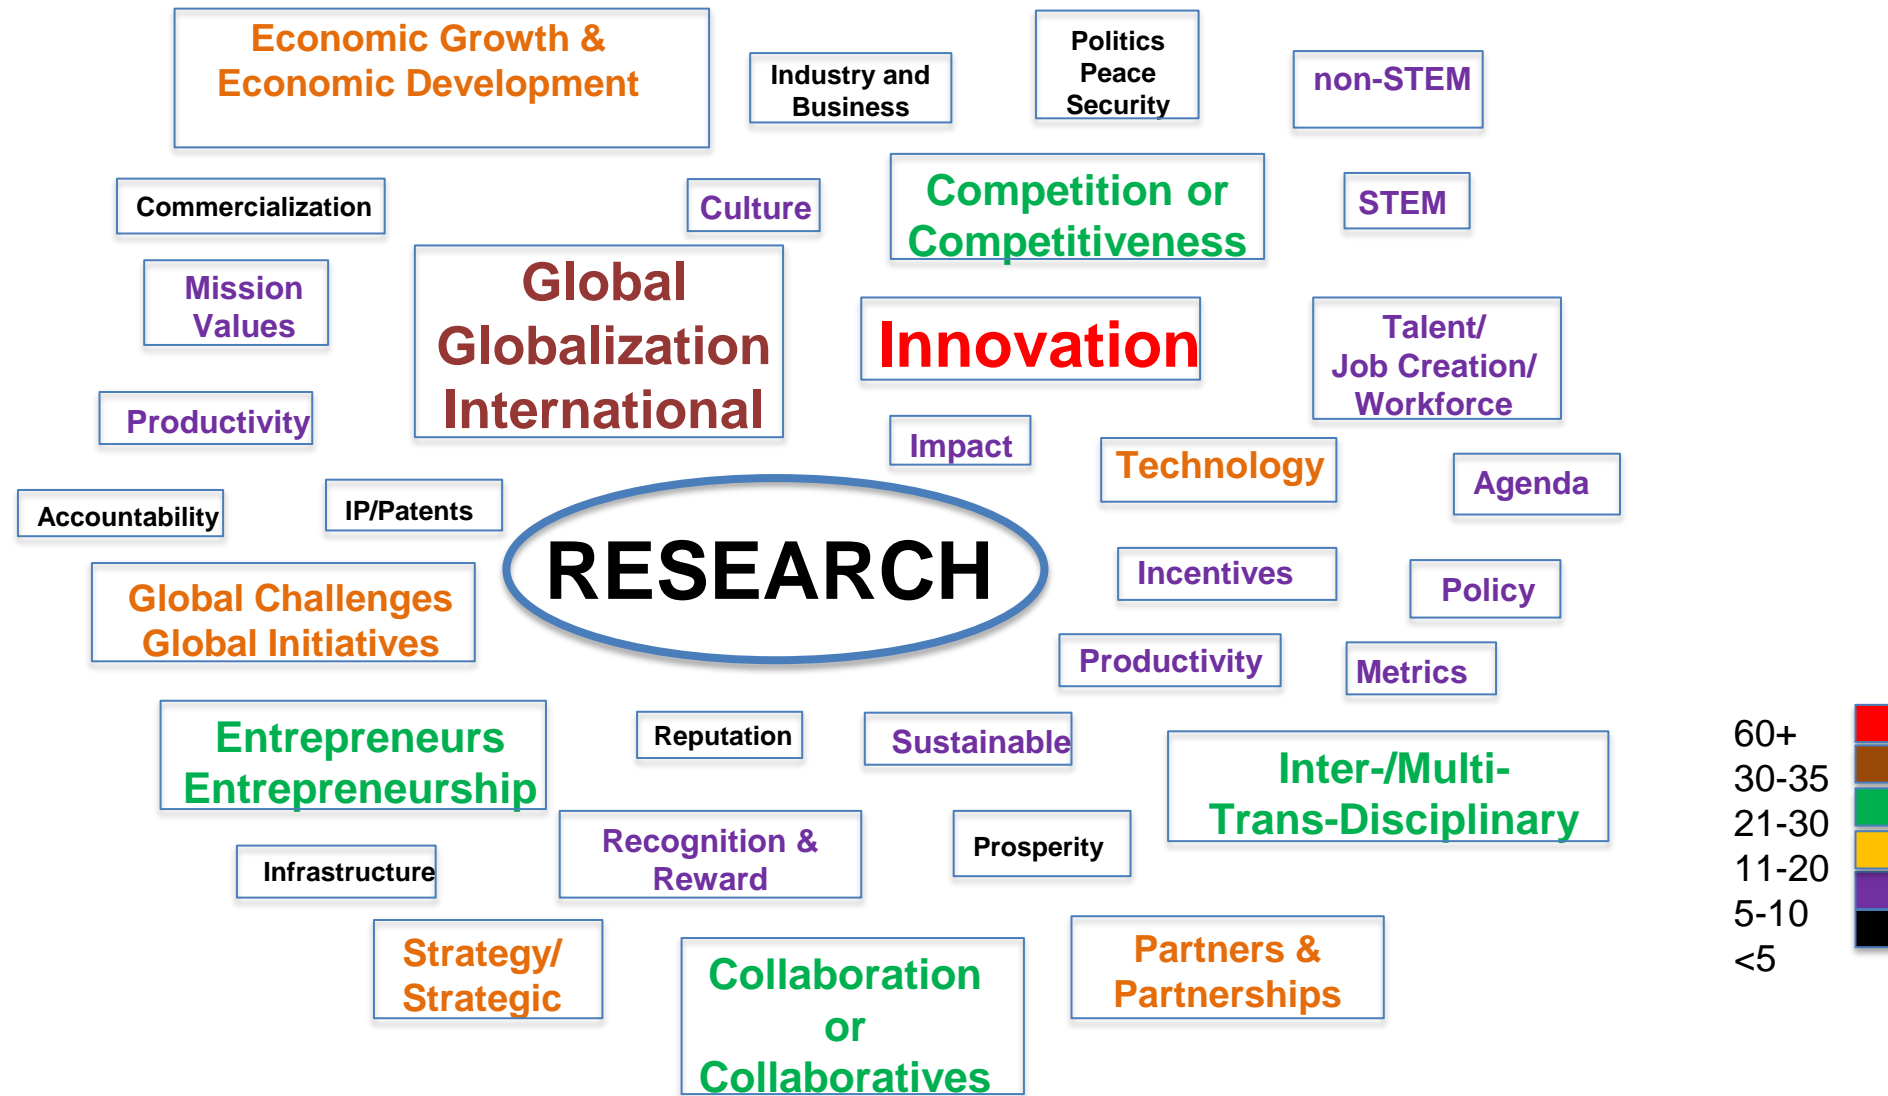 Economic Growth &
Economic Development
Industry and
Business
Politics
Peace
Security
non-STEM
Commercialization
Culture
Competition or
Competitiveness
STEM
Mission
Values
Global
Globalization
International
Innovation
Talent/
Job Creation/
Workforce
Productivity
Impact
Technology
Agenda
Accountability
IP/Patents
RESEARCH
Incentives
Policy
Global Challenges
Global Initiatives
Productivity
Metrics
Entrepreneurs
Entrepreneurship
Reputation
Sustainable
Inter-/Multi-
Trans-Disciplinary
Infrastructure
Recognition &
Reward
Prosperity
Strategy/
Strategic
Collaboration
or
Collaboratives
Partners &
Partnerships
60+
30-35
21-30
11-20
5-10
<5